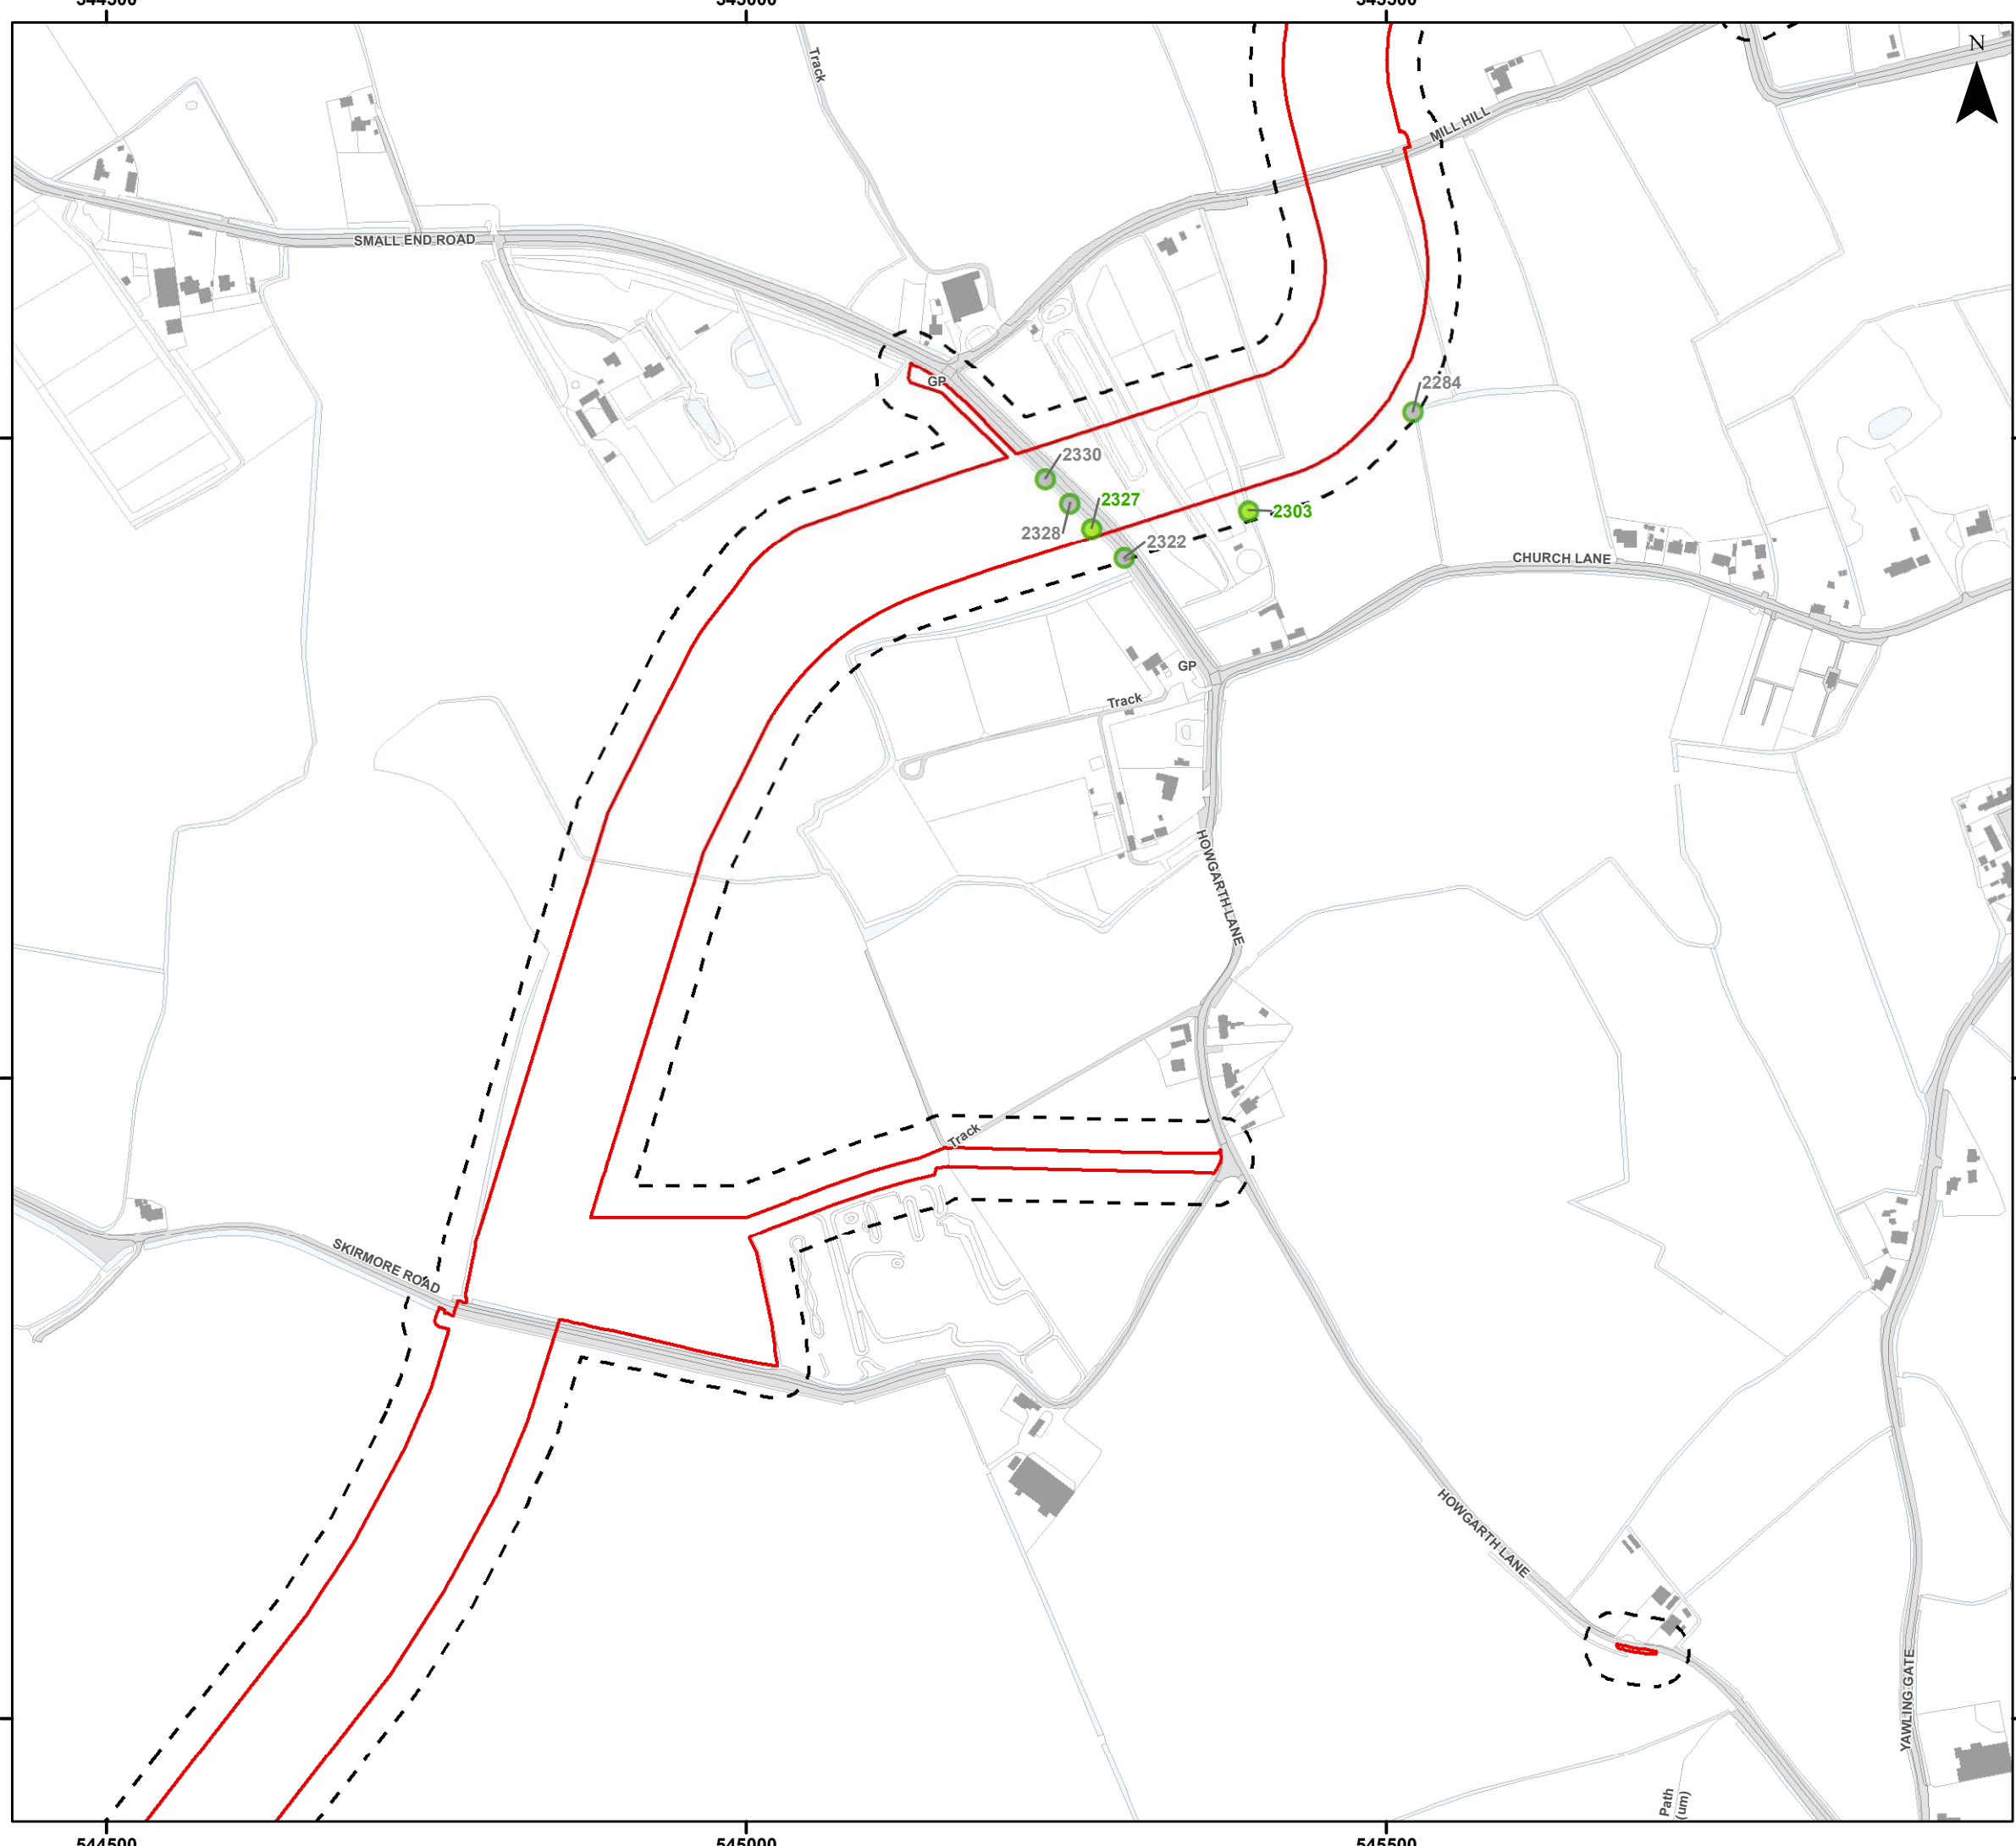 544500
545000
545500
N
Track
MILL HILL
SMALL END ROAD
GP
2284
2330
2327
2303
2328
2322
CHURCH LANE
GP
Track
HOWGARTH LANE
Track
SKIRMORE ROAD
HOWGARTH LANE
YAWLING GATE
Path
(um)
544500
545000
545500